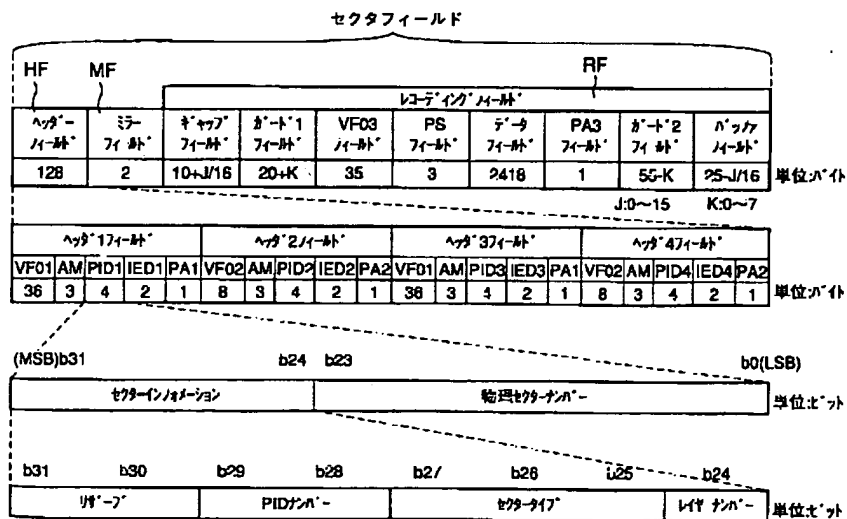 セクタフィールド
HF MF RF
レコーディングフィールド
ヘッダーフィールド ミラーフィールド ギャップフィールド ガード1フィールド VFO3フィールド PSフィールド データフィールド PA3フィールド ガード2フィールド バッファフィールド
128 2 10+J/16 20+K 35 3 2418 1 55-K 25-J/16 単位:バイト
J:0〜15 K:0〜7
ヘッダ1フィールド ヘッダ2フィールド ヘッダ3フィールド ヘッダ4フィールド
VFO1 AM PID1 IED1 PA1 VFO2 AM PID2 IED2 PA2 VFO1 AM PID3 IED3 PA1 VFO2 AM PID4 IED4 PA2
36 3 4 2 1 8 3 4 2 1 36 3 4 2 1 8 3 4 2 1 単位:バイト
(MSB)b31 b24 b23 b0(LSB)
セクターインフォメーション 物理セクターナンバー 単位:ビット
b31 b30 b29 b28 b27 b26 b25 b24
リザーブ PIDナンバー セクタータイプ レイヤ ナンバー 単位:ビット